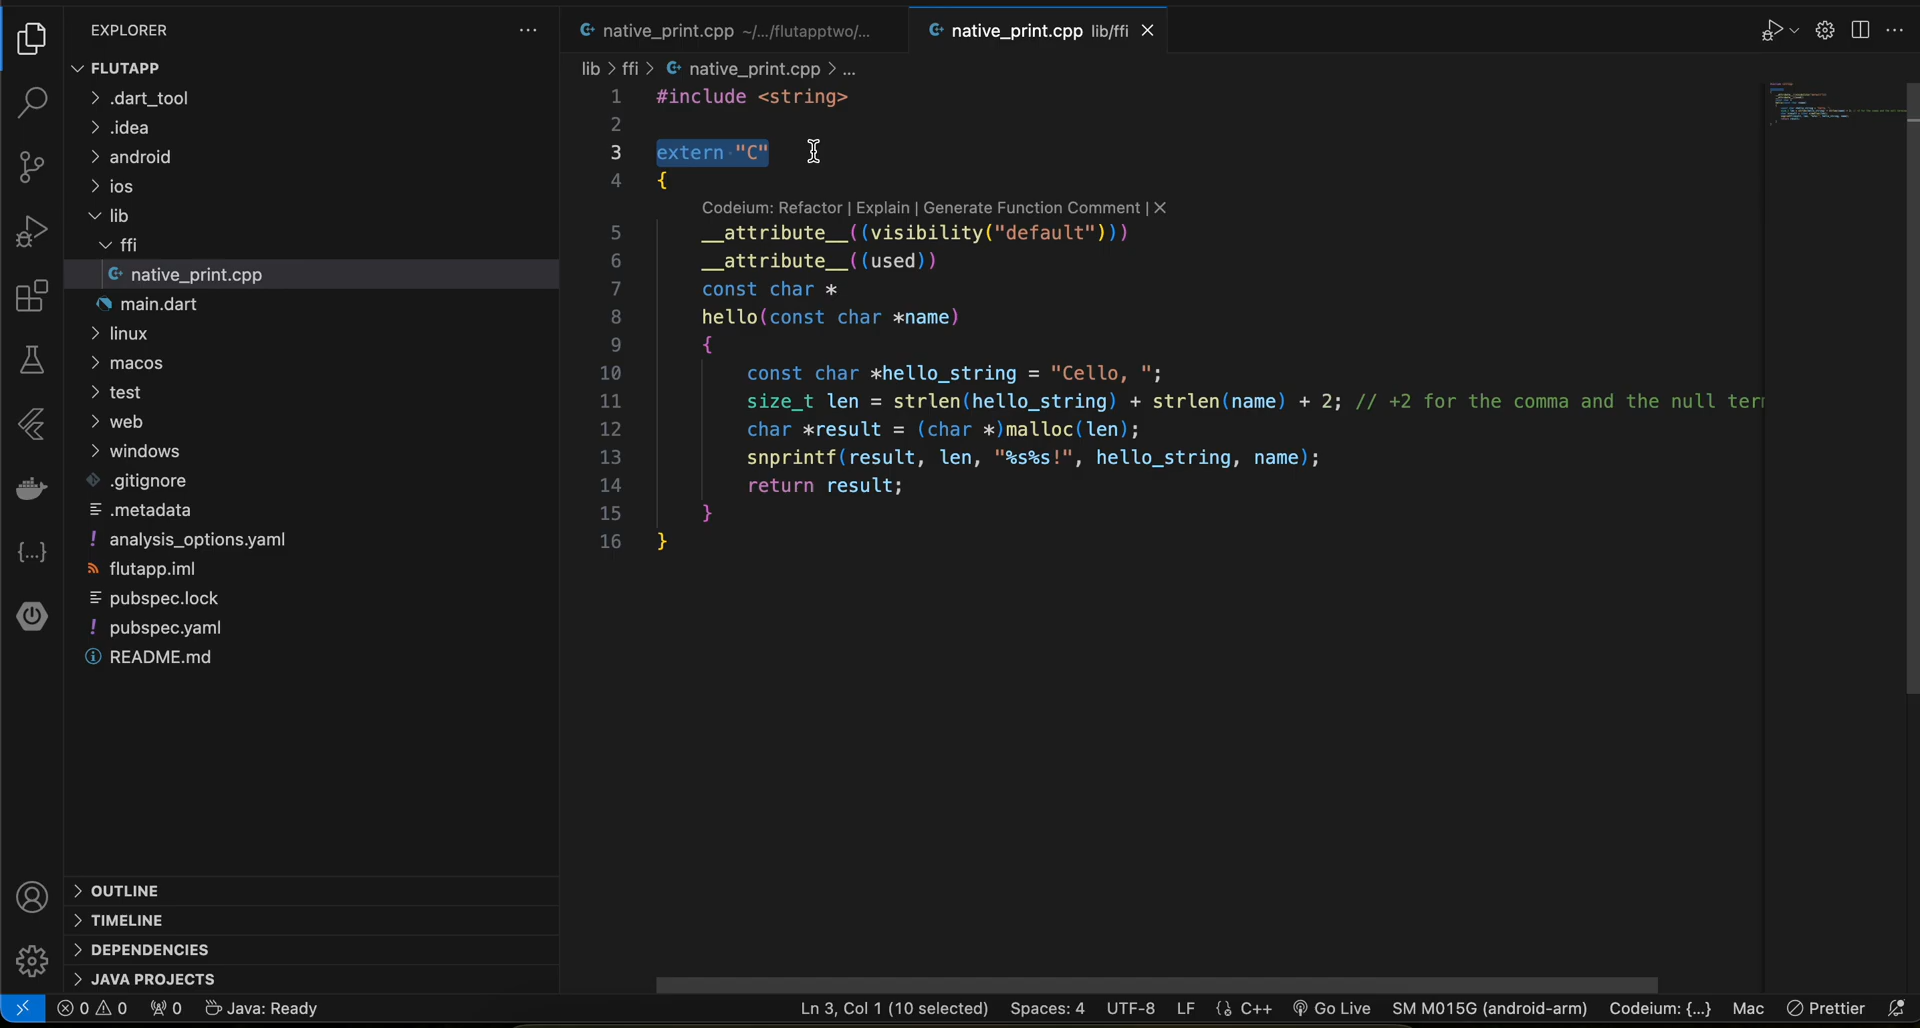 EXPLORER
FLUTAPP
.dart_tool
.idea
android
ios
lib
ffi
native_print.cpp
main.dart
linux
macos
test
web
windows
.gitignore
.metadata
analysis_options.yaml
flutapp.iml
pubspec.lock
pubspec.yaml
README.md
OUTLINE
TIMELINE
DEPENDENCIES
JAVA PROJECTS
native_print.cpp ~/.../flutapptwo/...
native_print.cpp lib/ffi
lib > ffi > native_print.cpp > ...
1 #include <string>
2
3 extern "C"
4 {
Codeium: Refactor | Explain | Generate Function Comment | ✕
5 __attribute__((visibility("default")))
6 __attribute__((used))
7 const char *
8 hello(const char *name)
9 {
10 const char *hello_string = "Cello, ";
11 size_t len = strlen(hello_string) + strlen(name) + 2; // +2 for the comma and the null ter
12 char *result = (char *)malloc(len);
13 snprintf(result, len, "%s%s!", hello_string, name);
14 return result;
15 }
16 }
0 0 0 Java: Ready Ln 3, Col 1 (10 selected) Spaces: 4 UTF-8 LF C++ Go Live SM M015G (android-arm) Codeium: {...} Mac Prettier